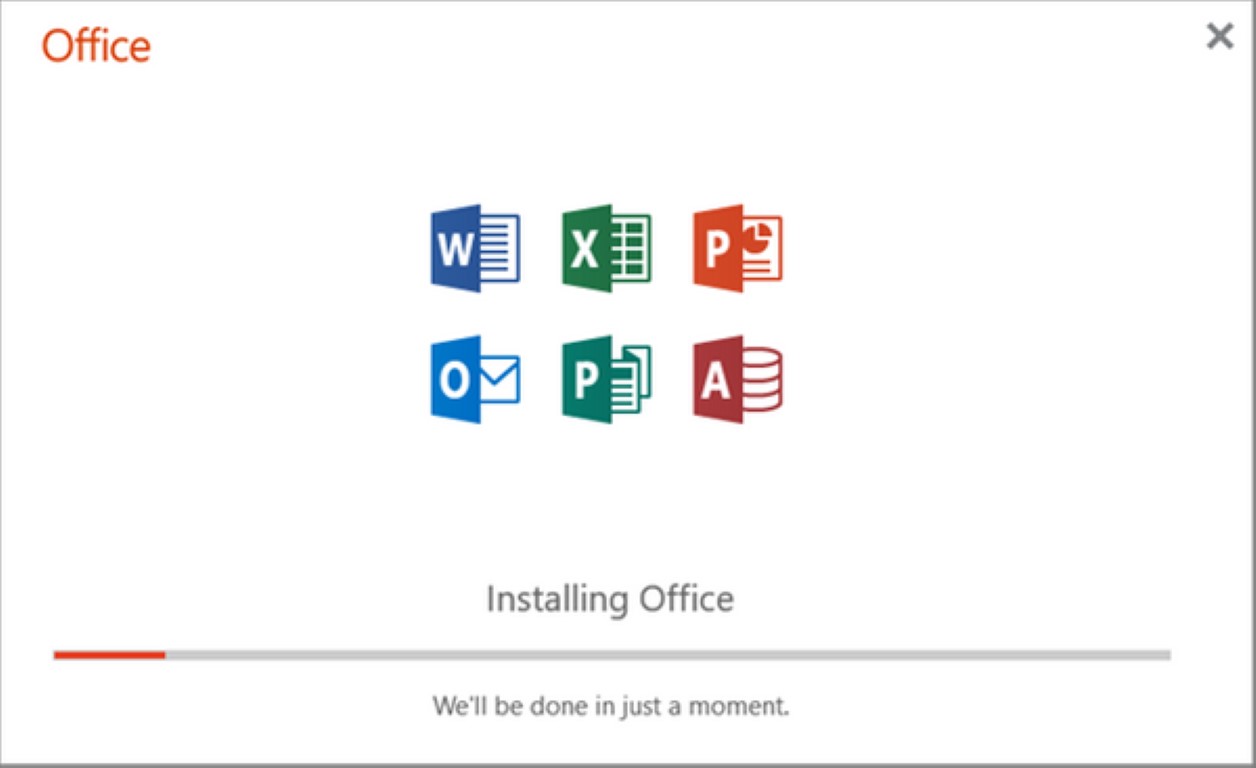 Office
W X P
O P A
Installing Office
We'll be done in just a moment.